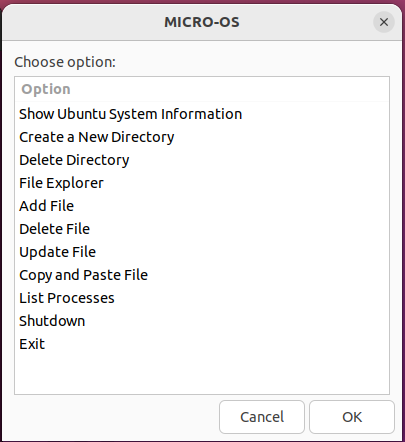 MICRO-OS
Choose option:
Option
Show Ubuntu System Information
Create a New Directory
Delete Directory
File Explorer
Add File
Delete File
Update File
Copy and Paste File
List Processes
Shutdown
Exit
Cancel OK